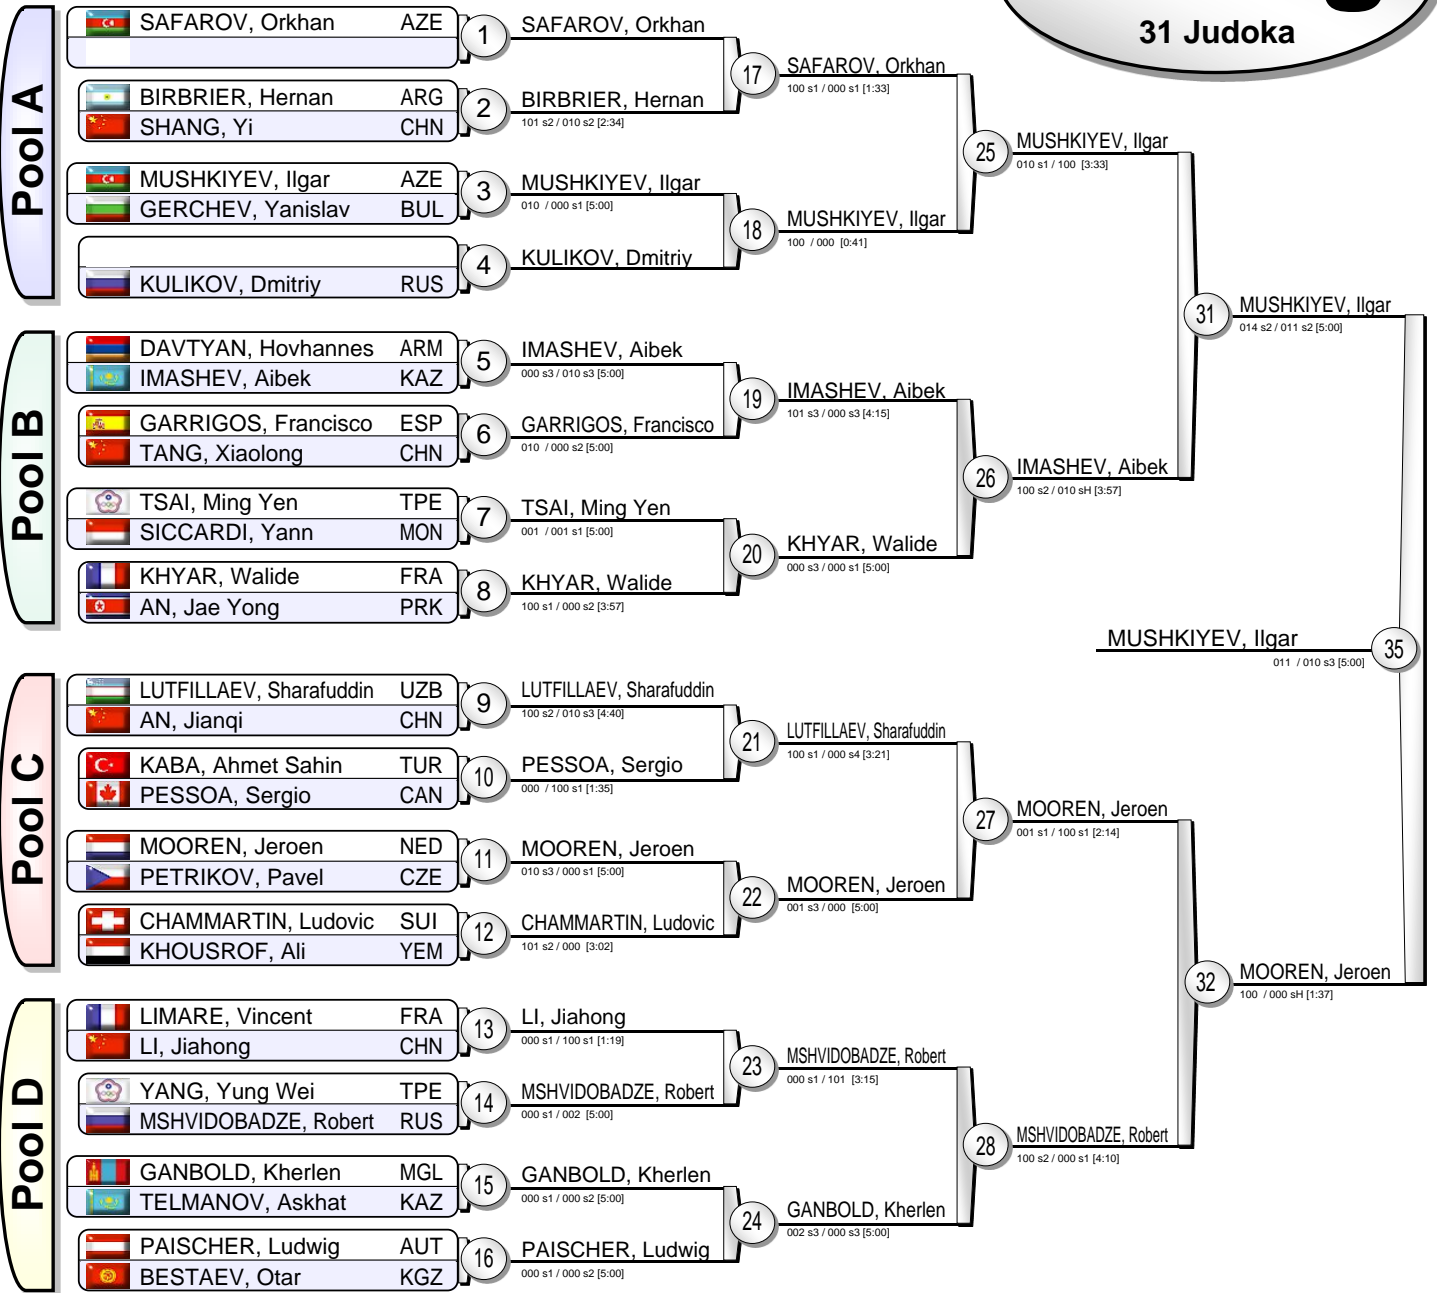 31 Judoka
Pool A
SAFAROV, Orkhan AZE
1
BIRBRIER, Hernan ARG
SHANG, Yi CHN
2
MUSHKIYEV, Ilgar AZE
GERCHEV, Yanislav BUL
3
KULIKOV, Dmitriy RUS
4
Pool B
DAVTYAN, Hovhannes ARM
IMASHEV, Aibek KAZ
5
GARRIGOS, Francisco ESP
TANG, Xiaolong CHN
6
TSAI, Ming Yen TPE
SICCARDI, Yann MON
7
KHYAR, Walide FRA
AN, Jae Yong PRK
8
Pool C
LUTFILLAEV, Sharafuddin UZB
AN, Jianqi CHN
9
KABA, Ahmet Sahin TUR
PESSOA, Sergio CAN
10
MOOREN, Jeroen NED
PETRIKOV, Pavel CZE
11
CHAMMARTIN, Ludovic SUI
KHOUSROF, Ali YEM
12
Pool D
LIMARE, Vincent FRA
LI, Jiahong CHN
13
YANG, Yung Wei TPE
MSHVIDOBADZE, Robert RUS
14
GANBOLD, Kherlen MGL
TELMANOV, Askhat KAZ
15
PAISCHER, Ludwig AUT
BESTAEV, Otar KGZ
16
SAFAROV, Orkhan
BIRBRIER, Hernan
101 s2 / 010 s2 [2:34]
17
MUSHKIYEV, Ilgar
010 / 000 s1 [5:00]
KULIKOV, Dmitriy
18
IMASHEV, Aibek
000 s3 / 010 s3 [5:00]
GARRIGOS, Francisco
010 / 000 s2 [5:00]
19
TSAI, Ming Yen
001 / 001 s1 [5:00]
KHYAR, Walide
100 s1 / 000 s2 [3:57]
20
LUTFILLAEV, Sharafuddin
100 s2 / 010 s3 [4:40]
PESSOA, Sergio
000 / 100 s1 [1:35]
21
MOOREN, Jeroen
010 s3 / 000 s1 [5:00]
CHAMMARTIN, Ludovic
101 s2 / 000 [3:02]
22
LI, Jiahong
000 s1 / 100 s1 [1:19]
MSHVIDOBADZE, Robert
000 s1 / 002 [5:00]
23
GANBOLD, Kherlen
000 s1 / 000 s2 [5:00]
PAISCHER, Ludwig
000 s1 / 000 s2 [5:00]
24
SAFAROV, Orkhan
100 s1 / 000 s1 [1:33]
MUSHKIYEV, Ilgar
100 / 000 [0:41]
25
IMASHEV, Aibek
101 s3 / 000 s3 [4:15]
KHYAR, Walide
000 s3 / 000 s1 [5:00]
26
LUTFILLAEV, Sharafuddin
100 s1 / 000 s4 [3:21]
MOOREN, Jeroen
001 s3 / 000 [5:00]
27
MSHVIDOBADZE, Robert
000 s1 / 101 [3:15]
GANBOLD, Kherlen
002 s3 / 000 s3 [5:00]
28
MUSHKIYEV, Ilgar
010 s1 / 100 [3:33]
IMASHEV, Aibek
100 s2 / 010 sH [3:57]
31
MOOREN, Jeroen
001 s1 / 100 s1 [2:14]
MSHVIDOBADZE, Robert
100 s2 / 000 s1 [4:10]
32
MUSHKIYEV, Ilgar
014 s2 / 011 s2 [5:00]
MOOREN, Jeroen
100 / 000 sH [1:37]
35
MUSHKIYEV, Ilgar
011 / 010 s3 [5:00]